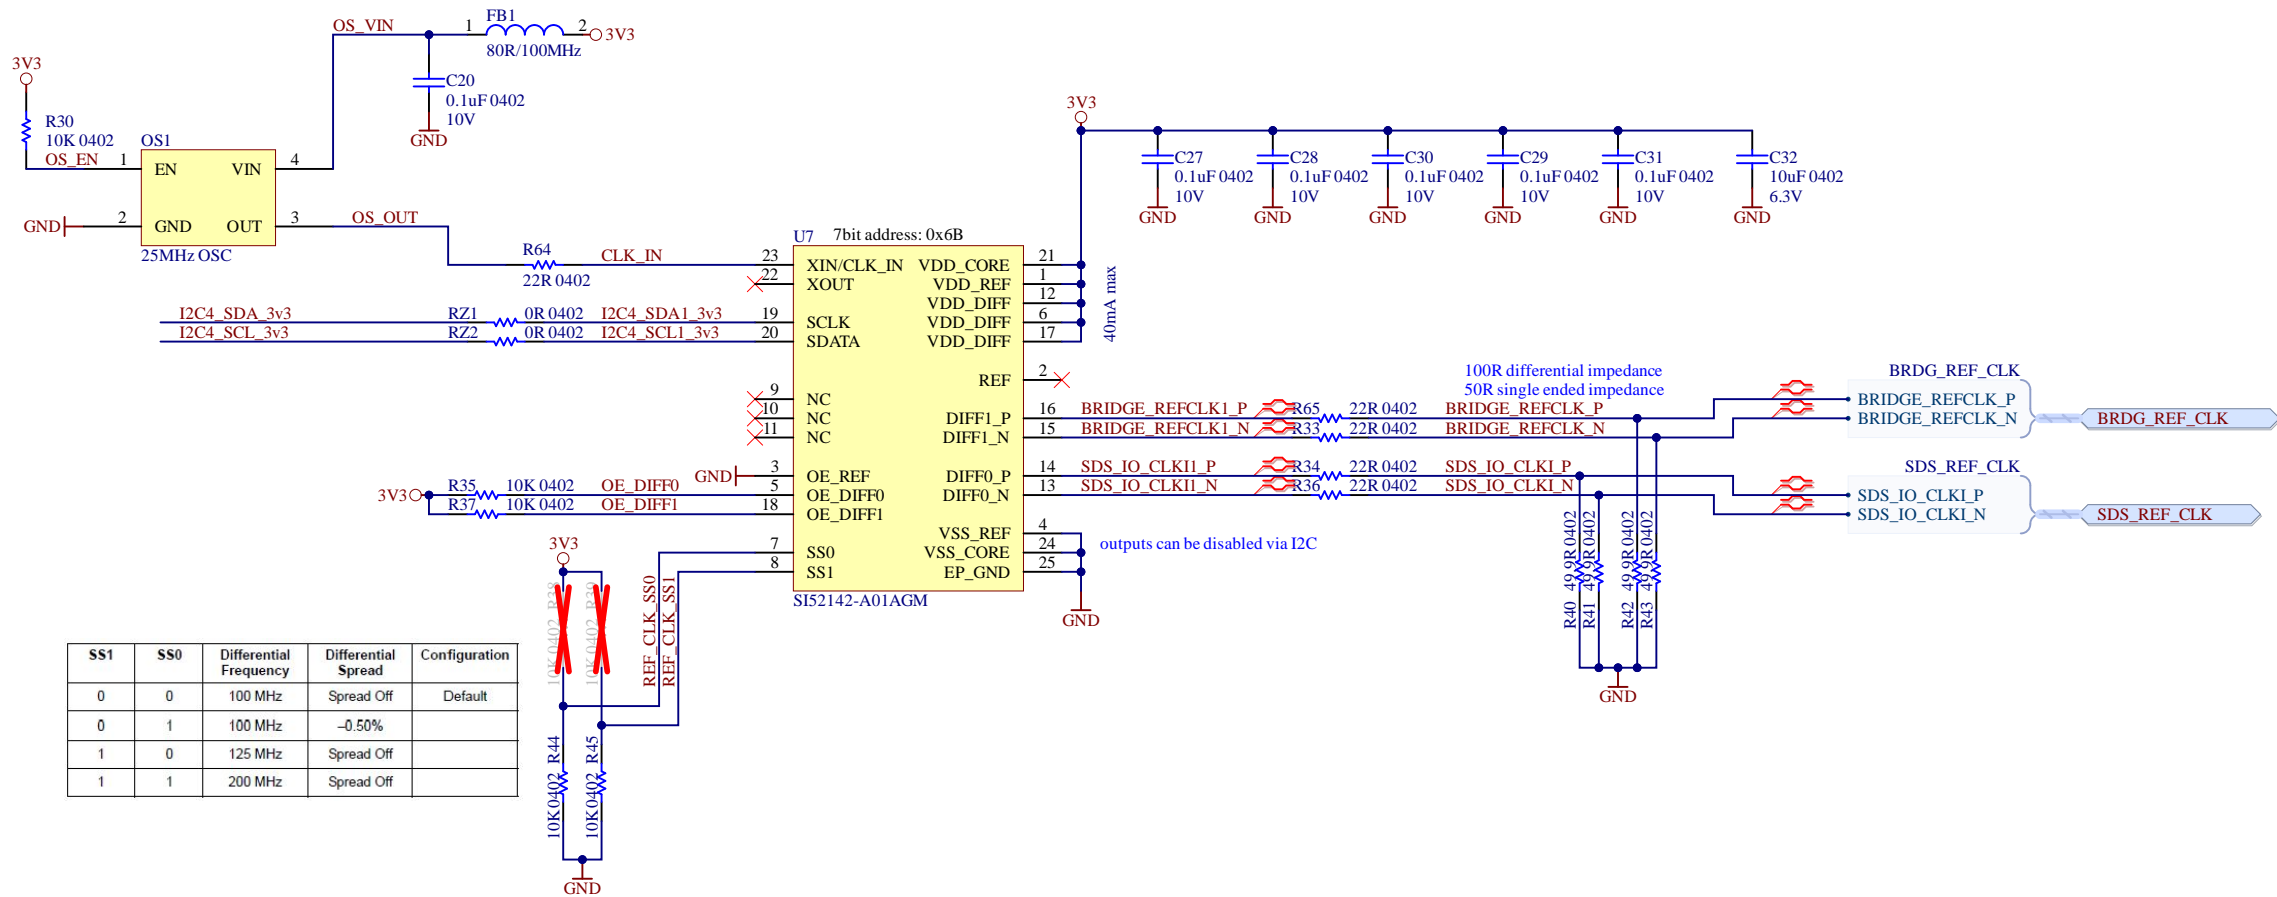 OS_VIN
FB1
1
2
3V3
80R/100MHz
3V3
C20
0.1uF 0402
10V
GND
R30
10K 0402
OS_EN
1
OS1
EN
VIN
4
GND
2
GND
OUT
3
OS_OUT
25MHz OSC
R64
22R 0402
CLK_IN
I2C4_SDA_3v3
RZ1
0R 0402
I2C4_SDA1_3v3
I2C4_SCL_3v3
RZ2
0R 0402
I2C4_SCL1_3v3
3V3
C27
0.1uF 0402
10V
GND
C28
0.1uF 0402
10V
GND
C30
0.1uF 0402
10V
GND
C29
0.1uF 0402
10V
GND
C31
0.1uF 0402
10V
GND
C32
10uF 0402
6.3V
GND
U7
7bit address: 0x6B
23
XIN/CLK_IN
22
XOUT
19
SCLK
20
SDATA
9
NC
10
NC
11
NC
GND
3
OE_REF
5
OE_DIFF0
18
OE_DIFF1
7
SS0
8
SS1
VDD_CORE
21
VDD_REF
1
VDD_DIFF
12
VDD_DIFF
6
VDD_DIFF
17
40mA max
REF
2
DIFF1_P
16
DIFF1_N
15
DIFF0_P
14
DIFF0_N
13
VSS_REF
4
VSS_CORE
24
EP_GND
25
GND
SI52142-A01AGM
outputs can be disabled via I2C
3V3
R35
10K 0402
OE_DIFF0
R37
10K 0402
OE_DIFF1
100R differential impedance
50R single ended impedance
BRIDGE_REFCLK1_P
R65
22R 0402
BRIDGE_REFCLK_P
BRIDGE_REFCLK1_N
R33
22R 0402
BRIDGE_REFCLK_N
SDS_IO_CLKI1_P
R34
22R 0402
SDS_IO_CLKI_P
SDS_IO_CLKI1_N
R36
22R 0402
SDS_IO_CLKI_N
BRDG_REF_CLK
BRIDGE_REFCLK_P
BRIDGE_REFCLK_N
BRDG_REF_CLK
SDS_REF_CLK
SDS_IO_CLKI_P
SDS_IO_CLKI_N
SDS_REF_CLK
R40 49.9R 0402
R41 49.9R 0402
R42 49.9R 0402
R43 49.9R 0402
GND
3V3
10K 0402 R38
10K 0402 R39
REF_CLK_SS0
REF_CLK_SS1
10K 0402 R44
10K 0402 R45
GND
SS1 SS0 Differential Frequency Differential Spread Configuration
0 0 100 MHz Spread Off Default
0 1 100 MHz –0.50%
1 0 125 MHz Spread Off
1 1 200 MHz Spread Off